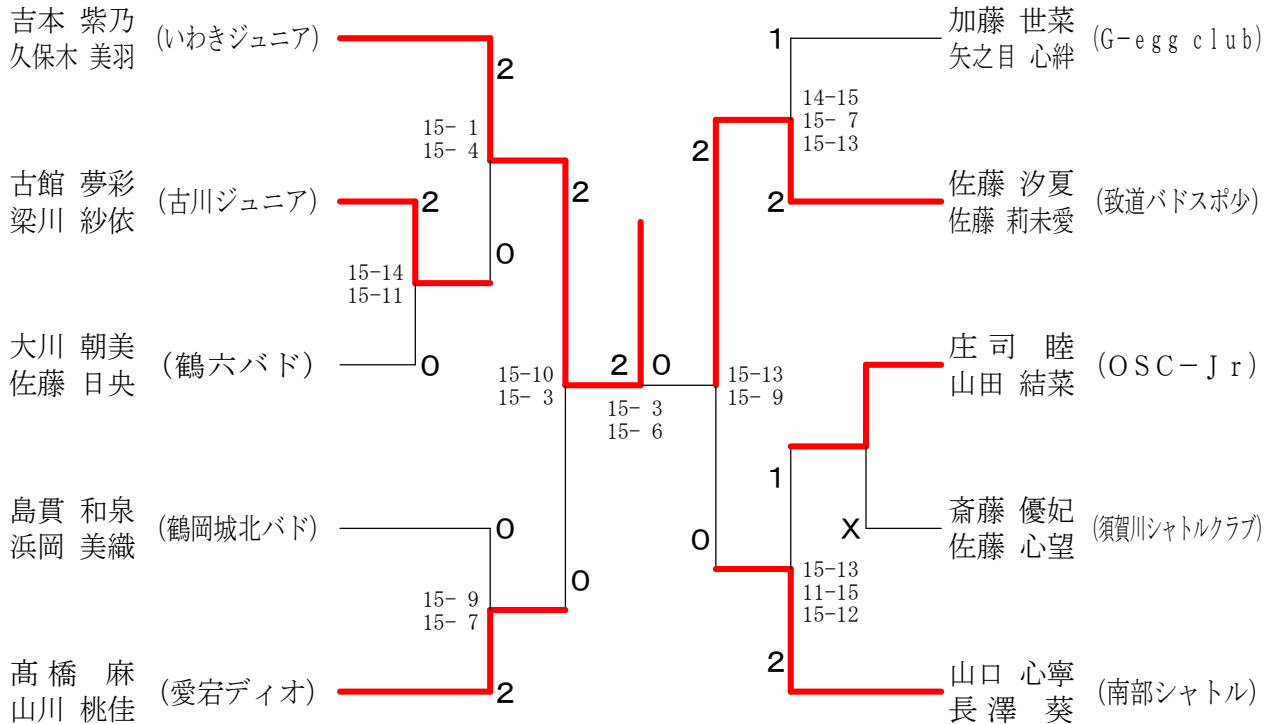 吉本 紫乃
久保木 美羽
(いわきジュニア)
2
15- 1
15- 4
古館 夢彩
梁川 紗依
(古川ジュニア)
2
0
15-14
15-11
大川 朝美
佐藤 日央
(鶴六バド)
0
2
15-10
15- 3
島貫 和泉
浜岡 美織
(鶴岡城北バド)
0
0
15- 9
15- 7
髙橋 麻
山川 桃佳
(愛宕ディオ)
2
2 0
15- 3
15- 6
加藤 世菜
矢之目 心絆
(G-egg club)
1
14-15
15- 7
15-13
2
佐藤 汐夏
佐藤 莉未愛
(致道バドスポ少)
2
15-13
15- 9
庄司 睦
山田 結菜
(OSC-Jr)
1
斎藤 優妃
佐藤 心望
(須賀川シャトルクラブ)
X
0
15-13
11-15
15-12
山口 心寧
長澤 葵
(南部シャトル)
2